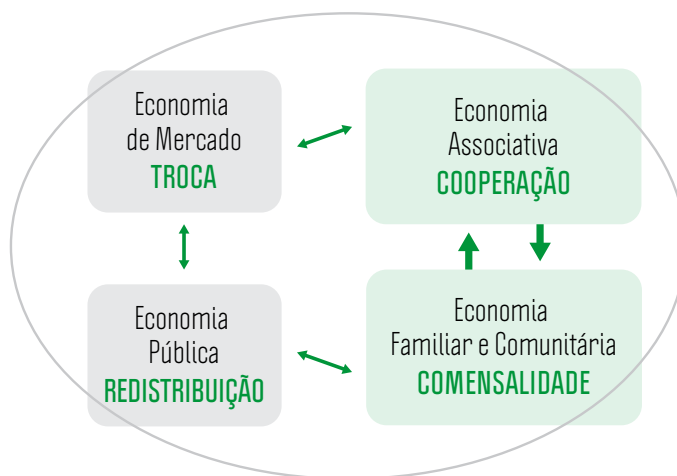 Economia
de Mercado
TROCA
Economia
Associativa
COOPERAÇÃO
Economia
Pública
REDISTRIBUIÇÃO
Economia
Familiar e Comunitária
COMENSALIDADE